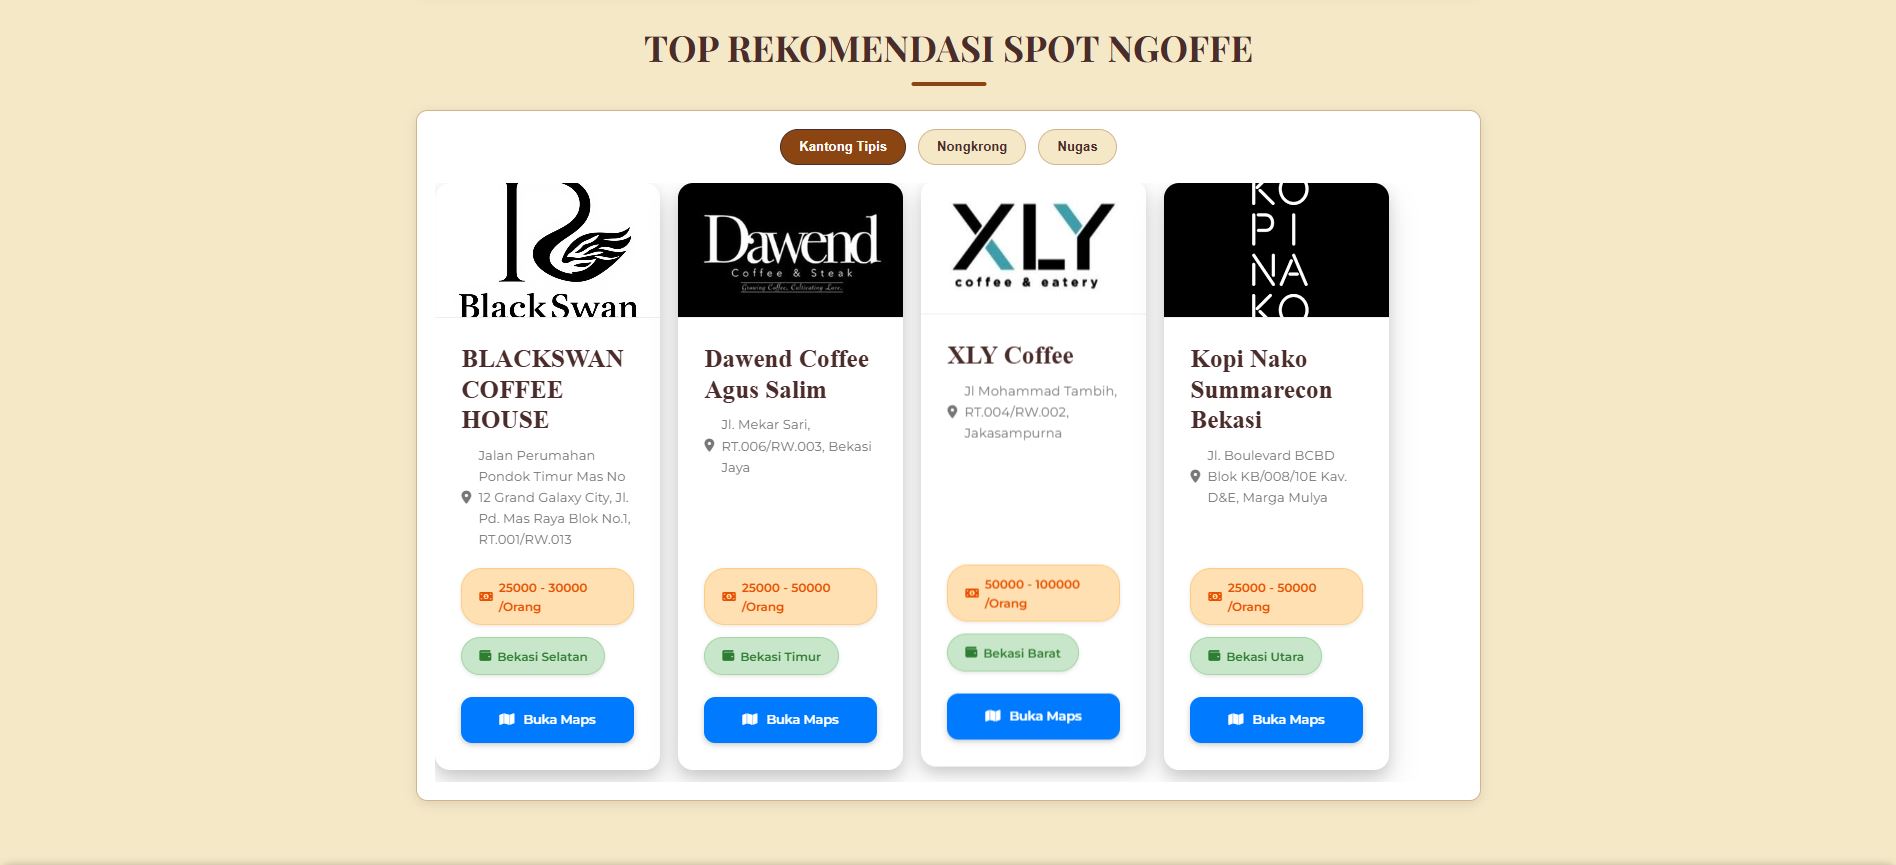 TOP REKOMENDASI SPOT NGOFFE
Kantong Tipis
Nongkrong
Nugas
BlackSwan
BLACKSWAN
COFFEE
HOUSE
Jalan Perumahan
Pondok Timur Mas No
12 Grand Galaxy City, Jl.
Pd. Mas Raya Blok No.1,
RT.001/RW.013
25000 - 30000
/Orang
Bekasi Selatan
Buka Maps
Dawend
Coffee & Steak
Growing Coffee, Cultivating Love.
Dawend Coffee
Agus Salim
Jl. Mekar Sari,
RT.006/RW.003, Bekasi
Jaya
25000 - 50000
/Orang
Bekasi Timur
Buka Maps
XLY
coffee & eatery
XLY Coffee
Jl Mohammad Tambih,
RT.004/RW.002,
Jakasampurna
50000 - 100000
/Orang
Bekasi Barat
Buka Maps
KO
PI
NA
KO
Kopi Nako
Summarecon
Bekasi
Jl. Boulevard BCBD
Blok KB/008/10E Kav.
D&E, Marga Mulya
25000 - 50000
/Orang
Bekasi Utara
Buka Maps